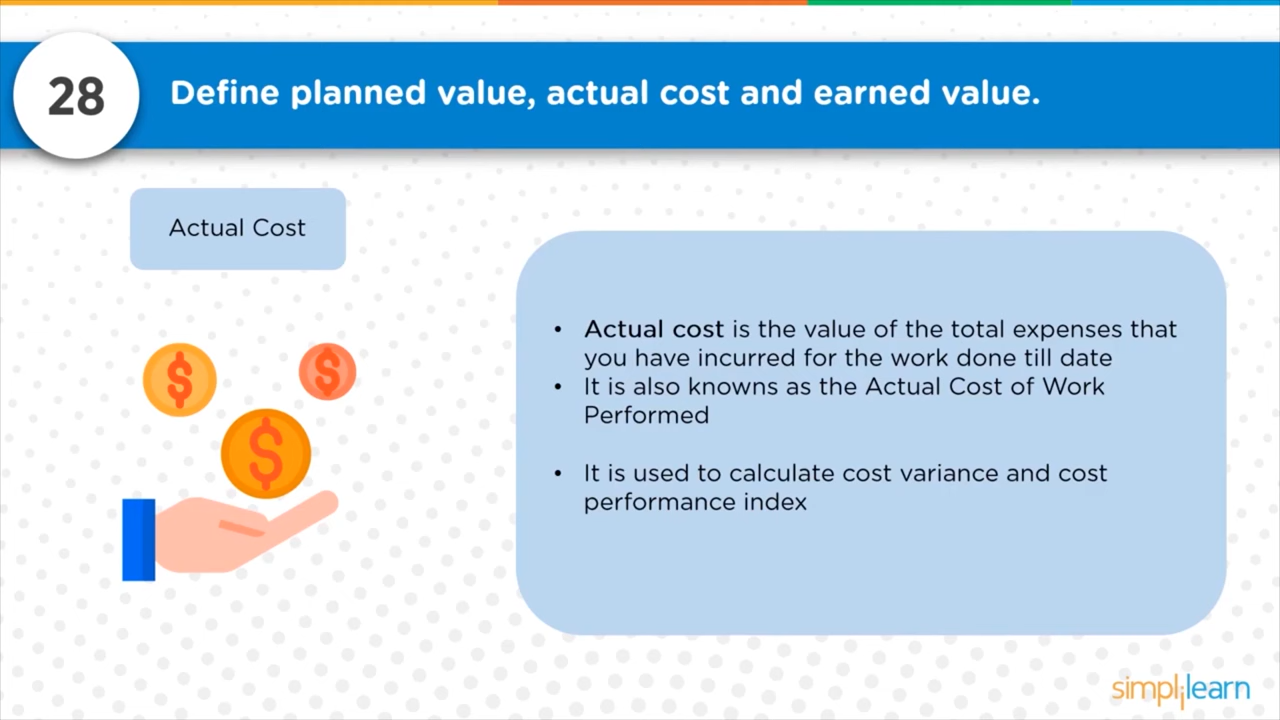 28
Define planned value, actual cost and earned value.
Actual Cost
• Actual cost is the value of the total expenses that
you have incurred for the work done till date
• It is also knowns as the Actual Cost of Work
Performed
• It is used to calculate cost variance and cost
performance index
simplilearn